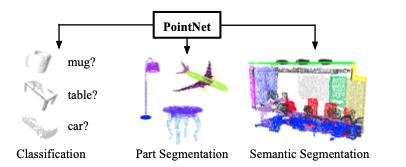 PointNet
mug?
table?
car?
Classification
Part Segmentation
Semantic Segmentation